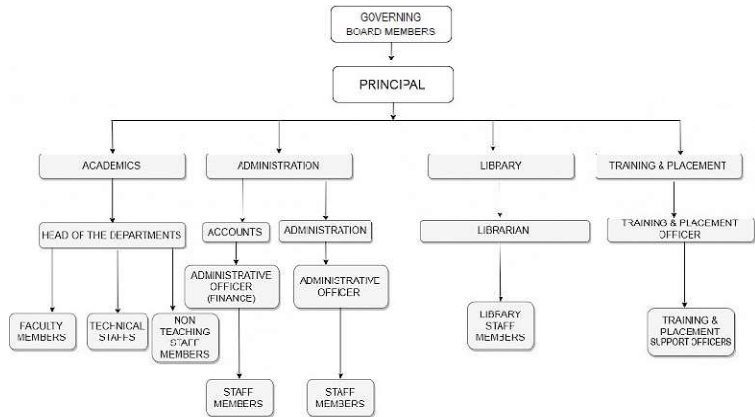 GOVERNING
BOARD MEMBERS
PRINCIPAL
ACADEMICS
ADMINISTRATION
LIBRARY
TRAINING & PLACEMENT
HEAD OF THE DEPARTMENTS
ACCOUNTS
ADMINISTRATION
LIBRARIAN
TRAINING & PLACEMENT
OFFICER
ADMINISTRATIVE
OFFICER
(FINANCE)
ADMINISTRATIVE
OFFICER
FACULTY
MEMBERS
TECHNICAL
STAFFS
NON
TEACHING
STAFF
MEMBERS
LIBRARY
STAFF
MEMBERS
TRAINING &
PLACEMENT
SUPPORT OFFICERS
STAFF
MEMBERS
STAFF
MEMBERS